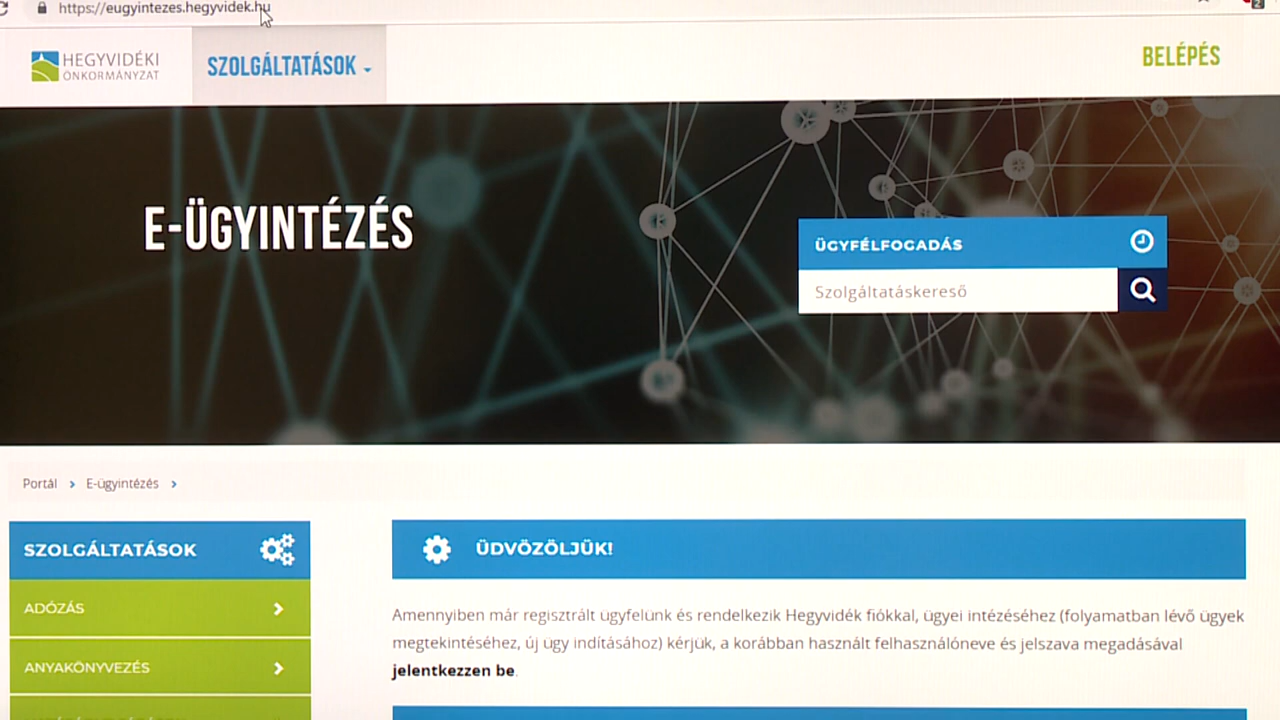 https://eugyintezes.hegyvidek.hu
2
HEGYVIDÉKI
ÖNKORMÁNYZAT
SZOLGÁLTATÁSOK
BELÉPÉS
E-ÜGYINTÉZÉS
ÜGYFÉLFOGADÁS
Szolgáltatáskereső
Portál > E-ügyintézés >
SZOLGÁLTATÁSOK
ADÓZÁS
ANYAKÖNYVEZÉS
ÜDVÖZÖLJÜK!
Amennyiben már regisztrált ügyfelünk és rendelkezik Hegyvidék fiókkal, ügyei intézéséhez (folyamatban lévő ügyek
megtekintéséhez, új ügy indításához) kérjük, a korábban használt felhasználóneve és jelszava megadásával
jelentkezzen be.